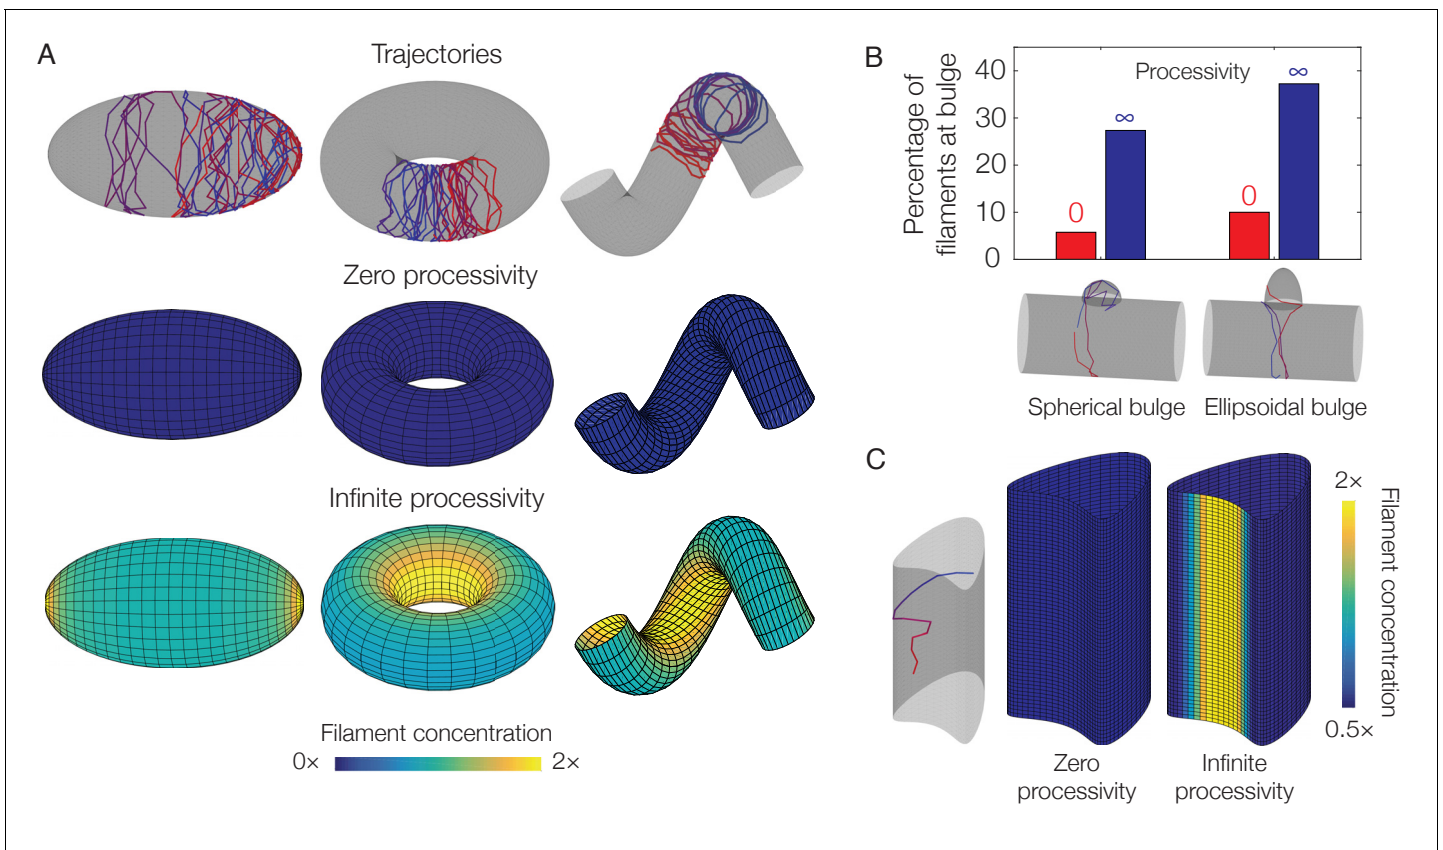 A
Trajectories
Zero processivity
Infinite processivity
Filament concentration
0× 2×
B
Percentage of
filaments at bulge
40
30
20
10
0
Processivity
0 ∞ 0 ∞
Spherical bulge Ellipsoidal bulge
C
Zero
processivity
Infinite
processivity
2×
0.5×
Filament concentration